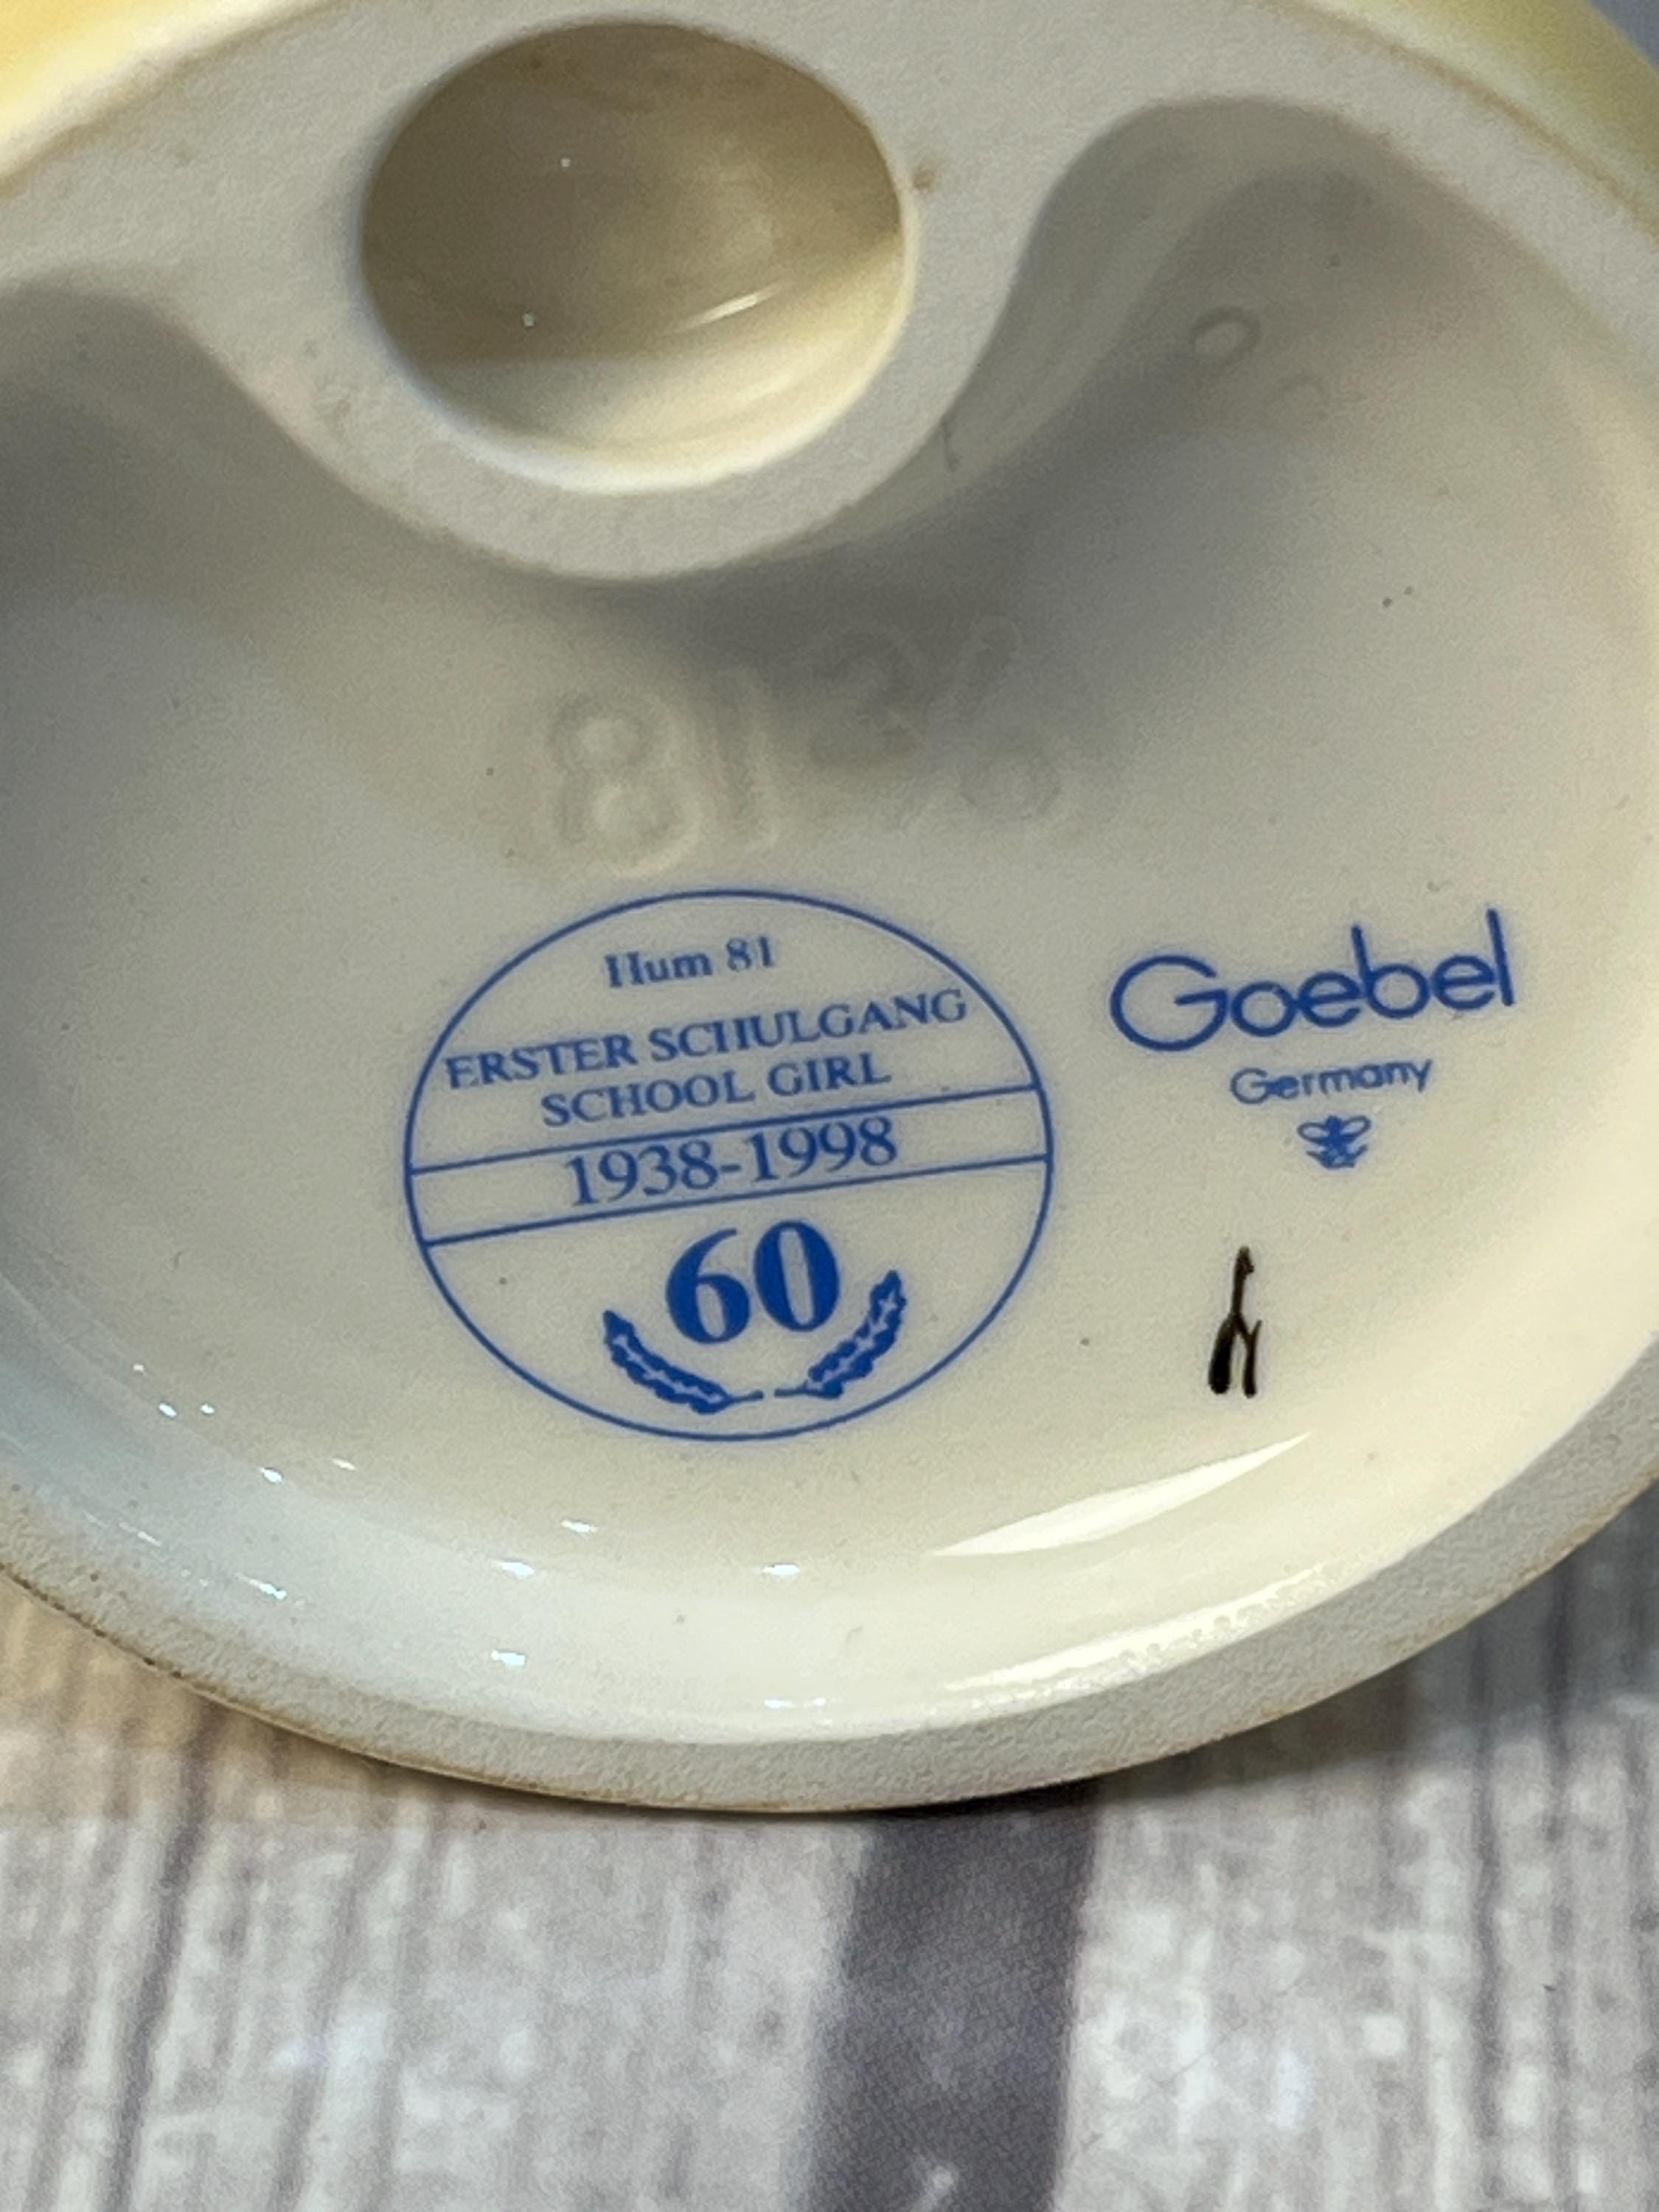 81 2/0
Hum 81
ERSTER SCHULGANG
SCHOOL GIRL
1938-1998
60
Goebel
Germany